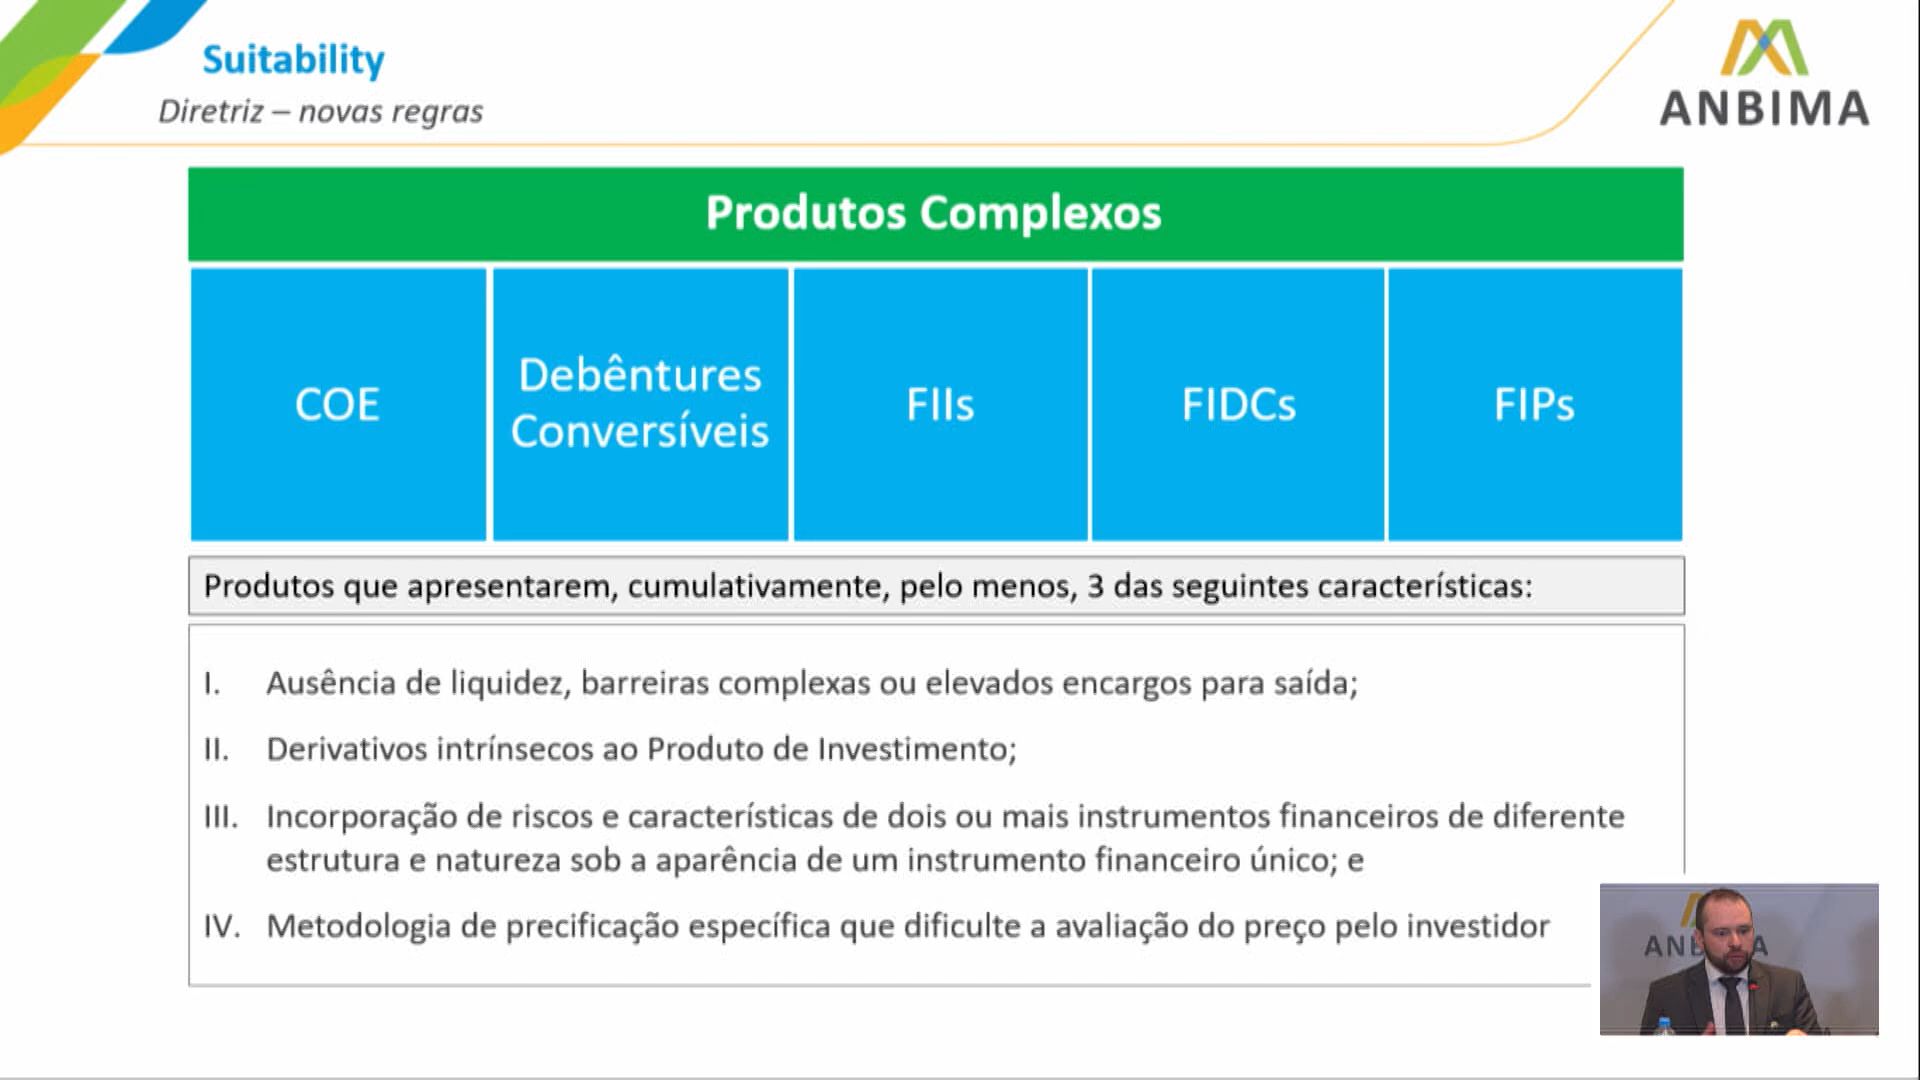 Suitability
Diretriz – novas regras
ANBIMA
Produtos Complexos
COE
Debêntures
Conversíveis
FIIs
FIDCs
FIPs
Produtos que apresentarem, cumulativamente, pelo menos, 3 das seguintes características:
I. Ausência de liquidez, barreiras complexas ou elevados encargos para saída;
II. Derivativos intrínsecos ao Produto de Investimento;
III. Incorporação de riscos e características de dois ou mais instrumentos financeiros de diferente
estrutura e natureza sob a aparência de um instrumento financeiro único; e
IV. Metodologia de precificação específica que dificulte a avaliação do preço pelo investidor